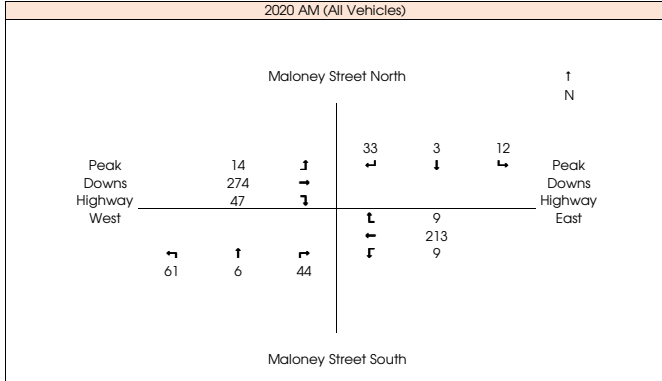 2020 AM (All Vehicles)
Maloney Street North
↑
N
33 3 12
↵ ↓ ↳
Peak 14 ↥ Peak
Downs 274 → Downs
Highway 47 ↴ Highway
West ↥ 9 East
← 213
↰ ↑ ↱ ↲ 9
61 6 44
Maloney Street South